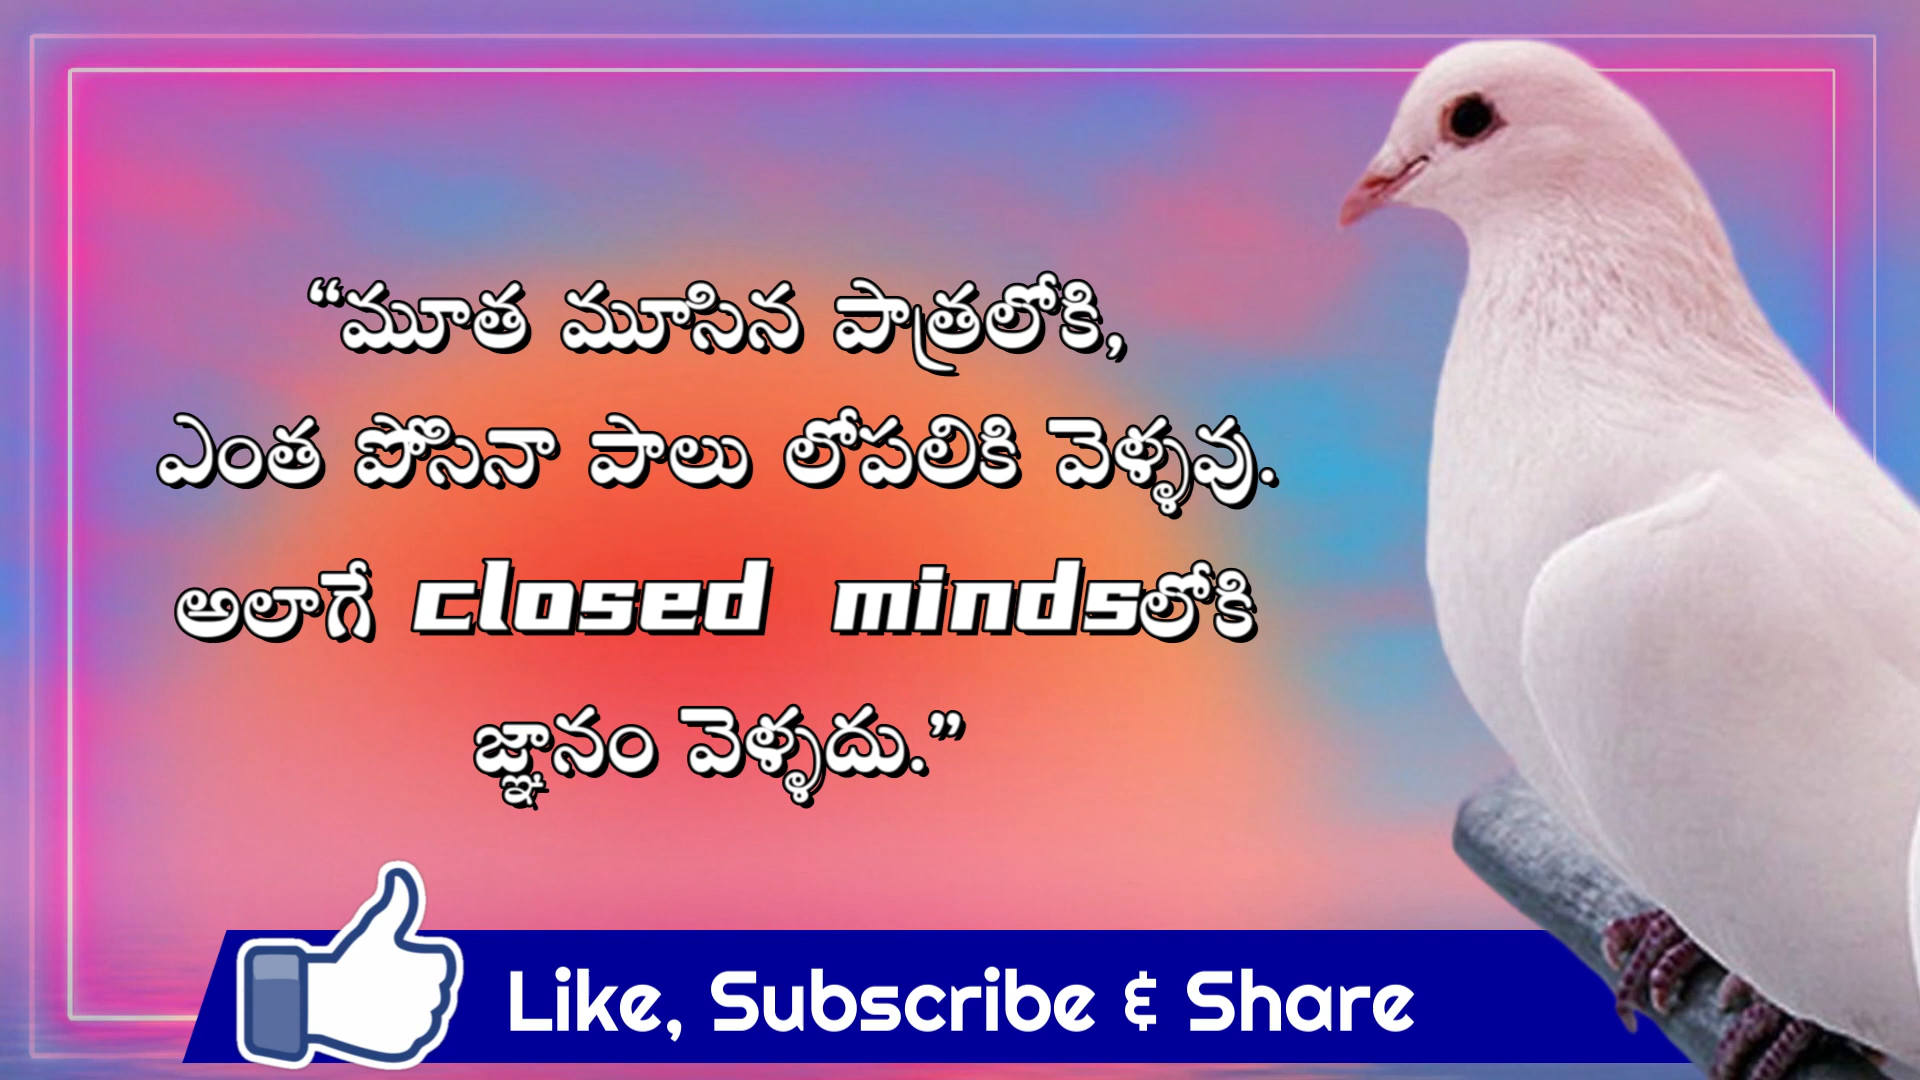 “మూత మూసిన పాత్రలోకి,
ఎంత పోసినా పాలు లోపలికి వెళ్ళవు.
అలాగే closed mindsలోకి
జ్ఞానం వెళ్ళదు.”
Like, Subscribe & Share